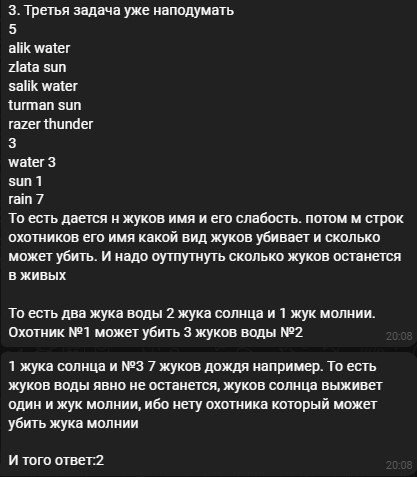 3. Третья задача уже наподумать
5
alik water
zlata sun
salik water
turman sun
razer thunder
3
water 3
sun 1
rain 7
То есть дается н жуков имя и его слабость. потом м строк
охотников его имя какой вид жуков убивает и сколько
может убить. И надо оутпутнуть сколько жуков останется
в живых

То есть два жука воды 2 жука солнца и 1 жук молнии.
Охотник №1 может убить 3 жуков воды №2
20:08
1 жука солнца и №3 7 жуков дождя например. То есть
жуков воды явно не останется, жуков солнца выживет
один и жук молнии, ибо нету охотника который может
убить жука молнии

И того ответ:2
20:08